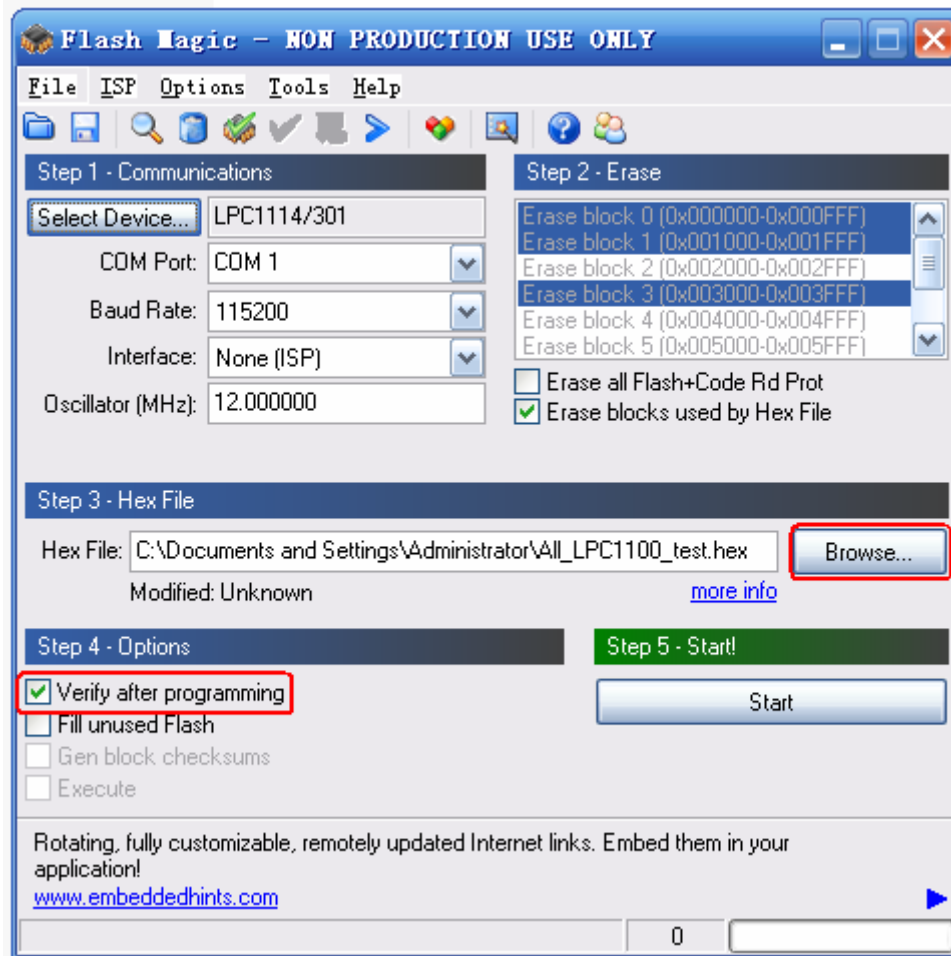 Flash Magic - NON PRODUCTION USE ONLY
File ISP Options Tools Help
Step 1 - Communications
Select Device... LPC1114/301
COM Port: COM 1
Baud Rate: 115200
Interface: None (ISP)
Oscillator (MHz): 12.000000
Step 2 - Erase
Erase block 0 (0x000000-0x000FFF)
Erase block 1 (0x001000-0x001FFF)
Erase block 2 (0x002000-0x002FFF)
Erase block 3 (0x003000-0x003FFF)
Erase block 4 (0x004000-0x004FFF)
Erase block 5 (0x005000-0x005FFF)
Erase all Flash+Code Rd Prot
Erase blocks used by Hex File
Step 3 - Hex File
Hex File: C:\Documents and Settings\Administrator\All_LPC1100_test.hex Browse...
Modified: Unknown more info
Step 4 - Options
Verify after programming
Fill unused Flash
Gen block checksums
Execute
Step 5 - Start!
Start
Rotating, fully customizable, remotely updated Internet links. Embed them in your
application!
www.embeddedhints.com
0